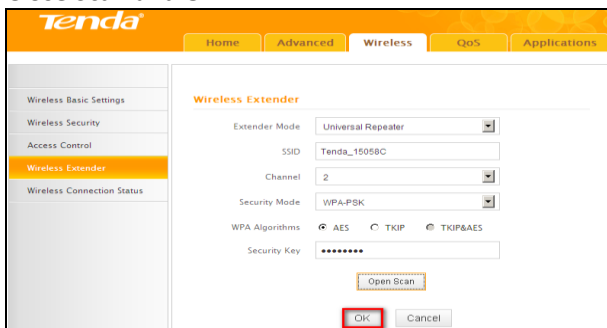 Tenda
Home Advanced Wireless QoS Applications
Wireless Basic Settings
Wireless Security
Access Control
Wireless Extender
Wireless Connection Status
Wireless Extender
Extender Mode Universal Repeater
SSID Tenda_15058C
Channel 2
Security Mode WPA-PSK
WPA Algorithms AES TKIP TKIP&AES
Security Key ••••••••
Open Scan
OK Cancel